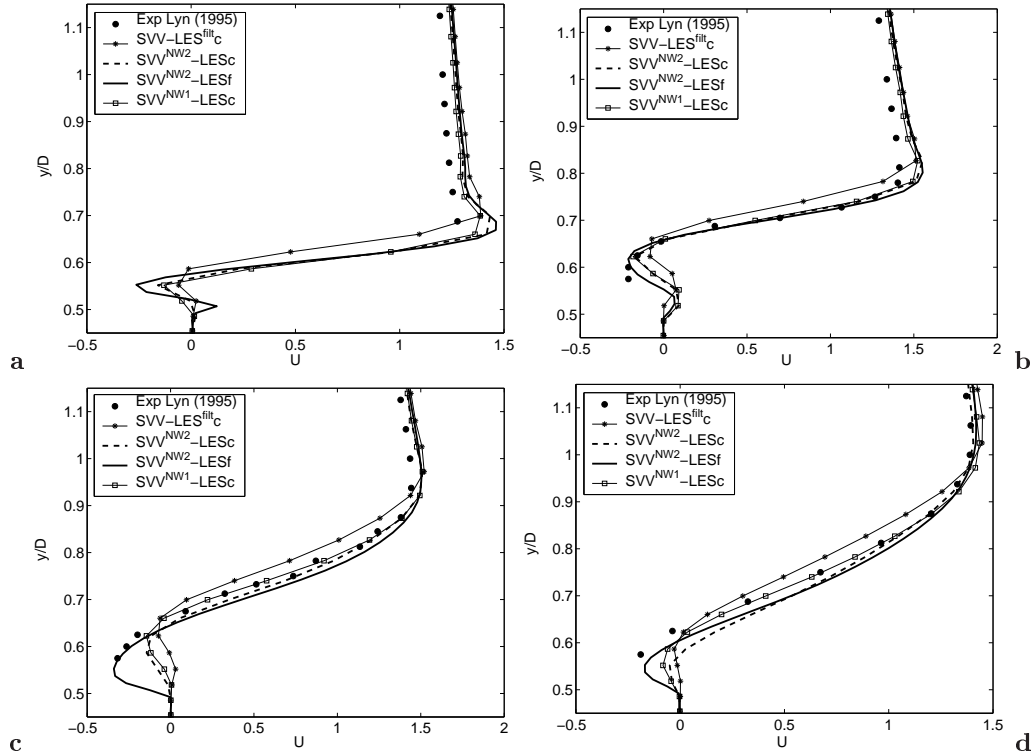 1.1
1
0.9
0.8
0.7
0.6
0.5
y/D
−0.5 0 0.5 1 1.5
U
Exp Lyn (1995)
SVV−LES^filt c
SVV^NW2−LESc
SVV^NW2−LESf
SVV^NW1−LESc
a
1.1
1
0.9
0.8
0.7
0.6
0.5
y/D
−0.5 0 0.5 1 1.5 2
U
Exp Lyn (1995)
SVV−LES^filt c
SVV^NW2−LESc
SVV^NW2−LESf
SVV^NW1−LESc
b
1.1
1
0.9
0.8
0.7
0.6
0.5
y/D
−0.5 0 0.5 1 1.5 2
U
Exp Lyn (1995)
SVV−LES^filt c
SVV^NW2−LESc
SVV^NW2−LESf
SVV^NW1−LESc
c
1.1
1
0.9
0.8
0.7
0.6
0.5
y/D
−0.5 0 0.5 1 1.5
U
Exp Lyn (1995)
SVV−LES^filt c
SVV^NW2−LESc
SVV^NW2−LESf
SVV^NW1−LESc
d